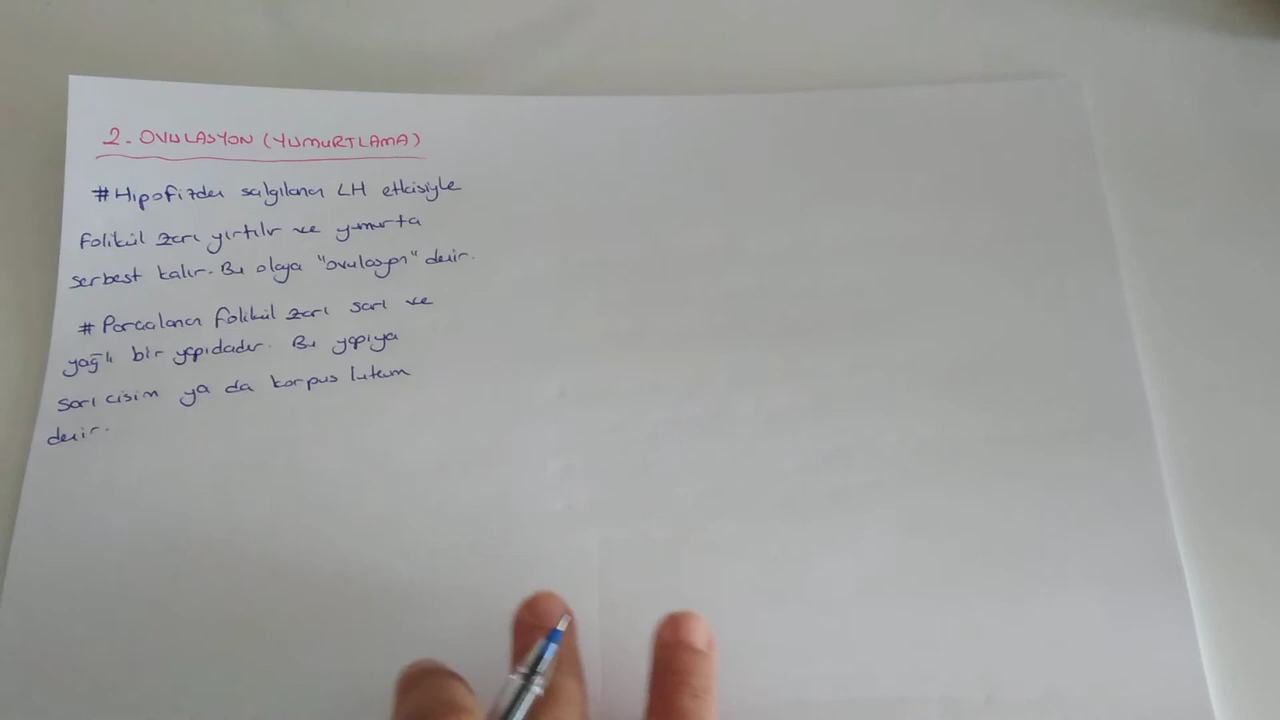 2. OVULASYON (YUMURTLAMA)
#Hipofizden salgılanan LH etkisiyle
folikül zarı yırtılır ve yumurta
serbest kalır. Bu olaya "ovulasyon" denir.
# Parçalanan folikül zarı sarı ve
yağlı bir yapıdadır. Bu yapıya
sarı cisim ya da korpus luteum
denir.